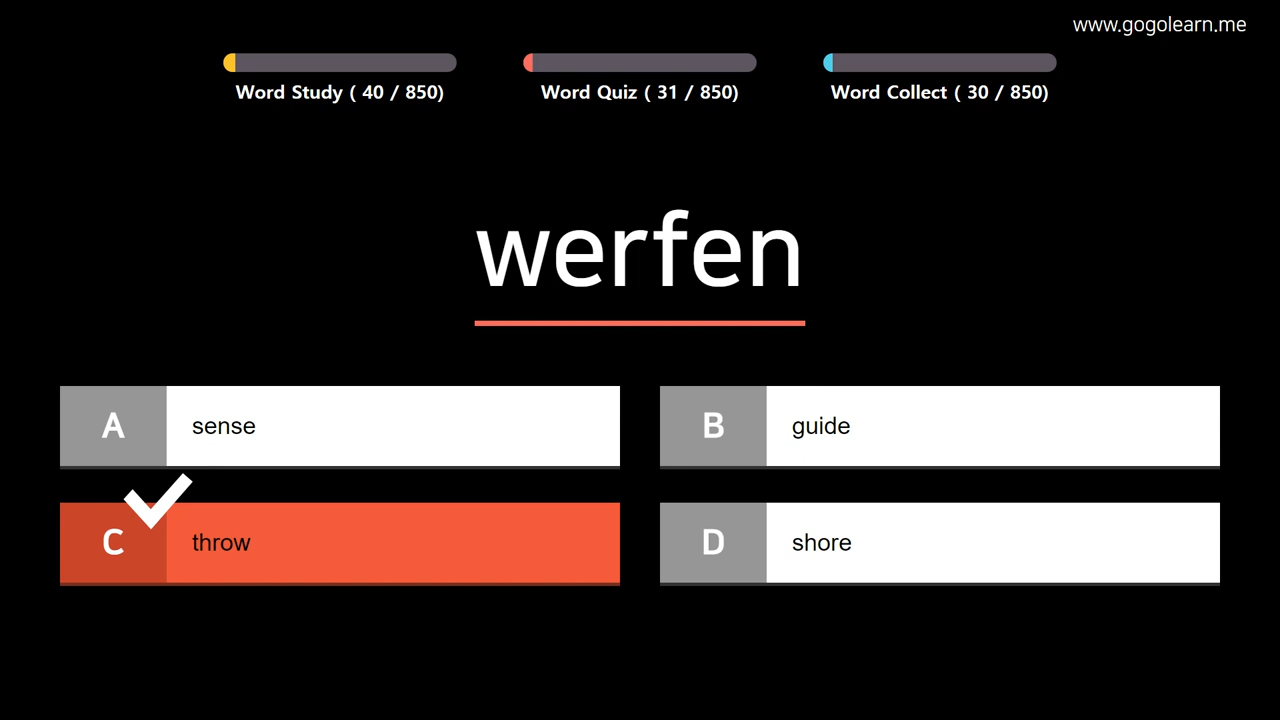 www.gogolearn.me
Word Study ( 40 / 850)
Word Quiz ( 31 / 850)
Word Collect ( 30 / 850)
werfen
A sense
B guide
C throw
D shore